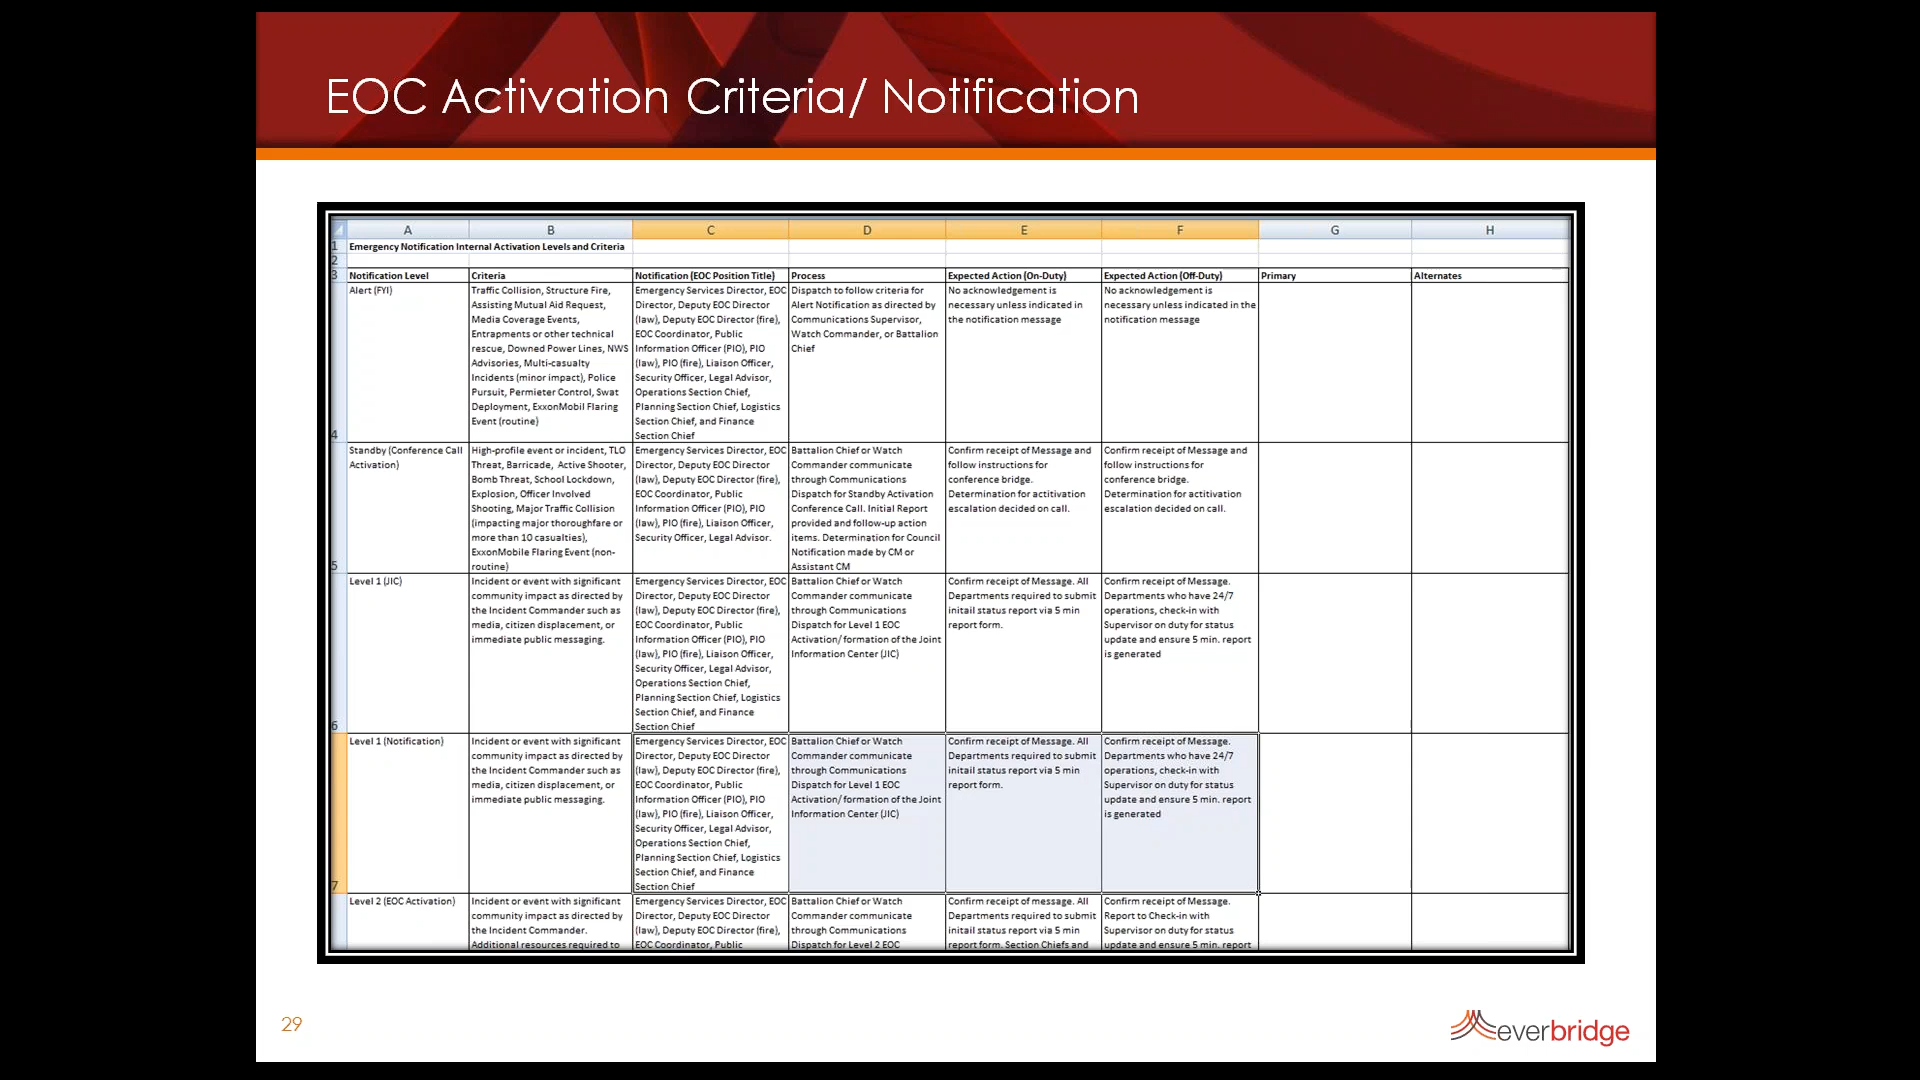 EOC Activation Criteria/ Notification
A B C D E F G H
1 Emergency Notification Internal Activation Levels and Criteria
2
3 Notification Level Criteria Notification (EOC Position Title) Process Expected Action (On-Duty) Expected Action (Off-Duty) Primary Alternates
Alert (FYI)
Traffic Collision, Structure Fire,
Assisting Mutual Aid Request,
Media Coverage Events,
Entrapments or other technical
rescue, Downed Power Lines, NWS
Advisories, Multi-casualty
Incidents (minor impact), Police
Pursuit, Permieter Control, Swat
Deployment, ExxonMobil Flaring
Event (routine)
Emergency Services Director, EOC
Director, Deputy EOC Director
(law), Deputy EOC Director (fire),
EOC Coordinator, Public
Information Officer (PIO), PIO
(law), PIO (fire), Liaison Officer,
Security Officer, Legal Advisor,
Operations Section Chief,
Planning Section Chief, Logistics
Section Chief, and Finance
Section Chief
Dispatch to follow criteria for
Alert Notification as directed by
Communications Supervisor,
Watch Commander, or Battalion
Chief
No acknowledgement is
necessary unless indicated in
the notification message
No acknowledgement is
necessary unless indicated in the
notification message
4
Standby (Conference Call
Activation)
High-profile event or incident, TLO
Threat, Barricade, Active Shooter,
Bomb Threat, School Lockdown,
Explosion, Officer Involved
Shooting, Major Traffic Collision
(impacting major thoroughfare or
more than 10 casualties),
ExxonMobile Flaring Event (non-
routine)
Emergency Services Director, EOC
Director, Deputy EOC Director
(law), Deputy EOC Director (fire),
EOC Coordinator, Public
Information Officer (PIO), PIO
(law), PIO (fire), Liaison Officer,
Security Officer, Legal Advisor.
Battalion Chief or Watch
Commander communicate
through Communications
Dispatch for Standby Activation
Conference Call. Initial Report
provided and follow-up action
items. Determination for Council
Notification made by CM or
Assistant CM
Confirm receipt of Message and
follow instructions for
conference bridge.
Determination for actitivation
escalation decided on call.
Confirm receipt of Message and
follow instructions for
conference bridge.
Determination for actitivation
escalation decided on call.
5
Level 1 (JIC)
Incident or event with significant
community impact as directed by
the Incident Commander such as
media, citizen displacement, or
immediate public messaging.
Emergency Services Director, EOC
Director, Deputy EOC Director
(law), Deputy EOC Director (fire),
EOC Coordinator, Public
Information Officer (PIO), PIO
(law), PIO (fire), Liaison Officer,
Security Officer, Legal Advisor,
Operations Section Chief,
Planning Section Chief, Logistics
Section Chief, and Finance
Section Chief
Battalion Chief or Watch
Commander communicate
through Communications
Dispatch for Level 1 EOC
Activation/ formation of the Joint
Information Center (JIC)
Confirm receipt of Message. All
Departments required to submit
initail status report via 5 min
report form.
Confirm receipt of Message.
Departments who have 24/7
operations, check-in with
Supervisor on duty for status
update and ensure 5 min. report
is generated
6
Level 1 (Notification)
Incident or event with significant
community impact as directed by
the Incident Commander such as
media, citizen displacement, or
immediate public messaging.
Emergency Services Director, EOC
Director, Deputy EOC Director
(law), Deputy EOC Director (fire),
EOC Coordinator, Public
Information Officer (PIO), PIO
(law), PIO (fire), Liaison Officer,
Security Officer, Legal Advisor,
Operations Section Chief,
Planning Section Chief, Logistics
Section Chief, and Finance
Section Chief
Battalion Chief or Watch
Commander communicate
through Communications
Dispatch for Level 1 EOC
Activation/ formation of the Joint
Information Center (JIC)
Confirm receipt of Message. All
Departments required to submit
initail status report via 5 min
report form.
Confirm receipt of Message.
Departments who have 24/7
operations, check-in with
Supervisor on duty for status
update and ensure 5 min. report
is generated
7
Level 2 (EOC Activation)
Incident or event with significant
community impact as directed by
the Incident Commander.
Additional resources required to
Emergency Services Director, EOC
Director, Deputy EOC Director
(law), Deputy EOC Director (fire),
EOC Coordinator, Public
Battalion Chief or Watch
Commander communicate
through Communications
Dispatch for Level 2 EOC
Confirm receipt of message. All
Departments required to submit
initail status report via 5 min
report form. Section Chiefs and
Confirm receipt of Message.
Report to Check-in with
Supervisor on duty for status
update and ensure 5 min. report
29
everbridge